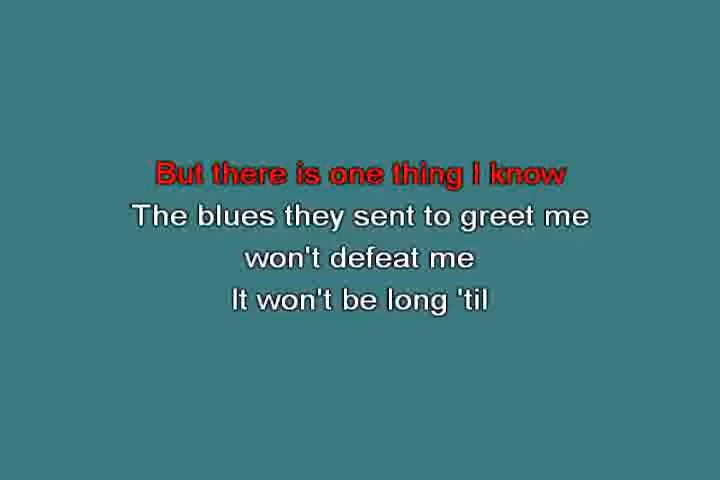 But there is one thing I know
The blues they sent to greet me
won't defeat me
It won't be long 'til